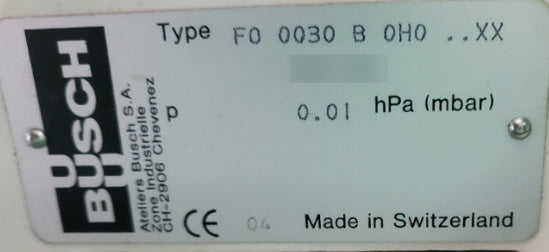 Type FO 0030 B 0H0 ..XX
p 0.01 hPa (mbar)
BUSCH
Ateliers Busch S.A.
Zone Industrielle
CH-2906 Chevenez
CE 04 Made in Switzerland